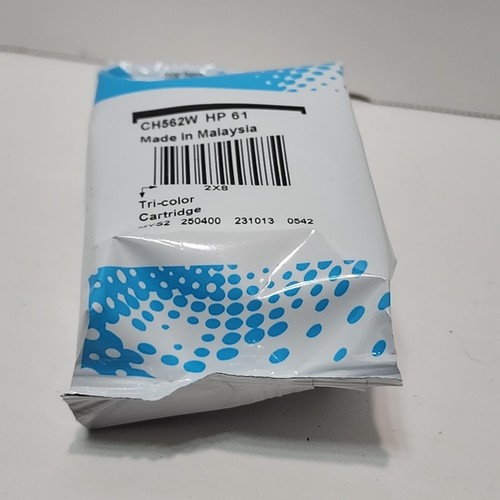 CH562W HP 61
Made in Malaysia
2X8
Tri-color
Cartridge
250400 231013 0542